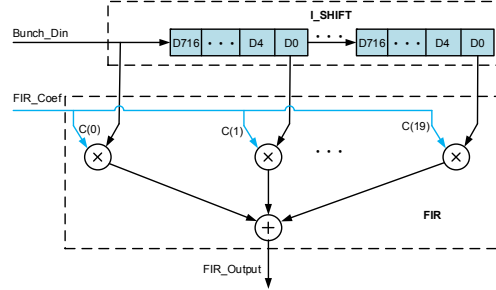 I_SHIFT
Bunch_Din
D716 ··· D4 D0 ··· D716 ··· D4 D0
FIR_Coef
C(0) C(1) C(19)
× × ··· ×
FIR
+
FIR_Output